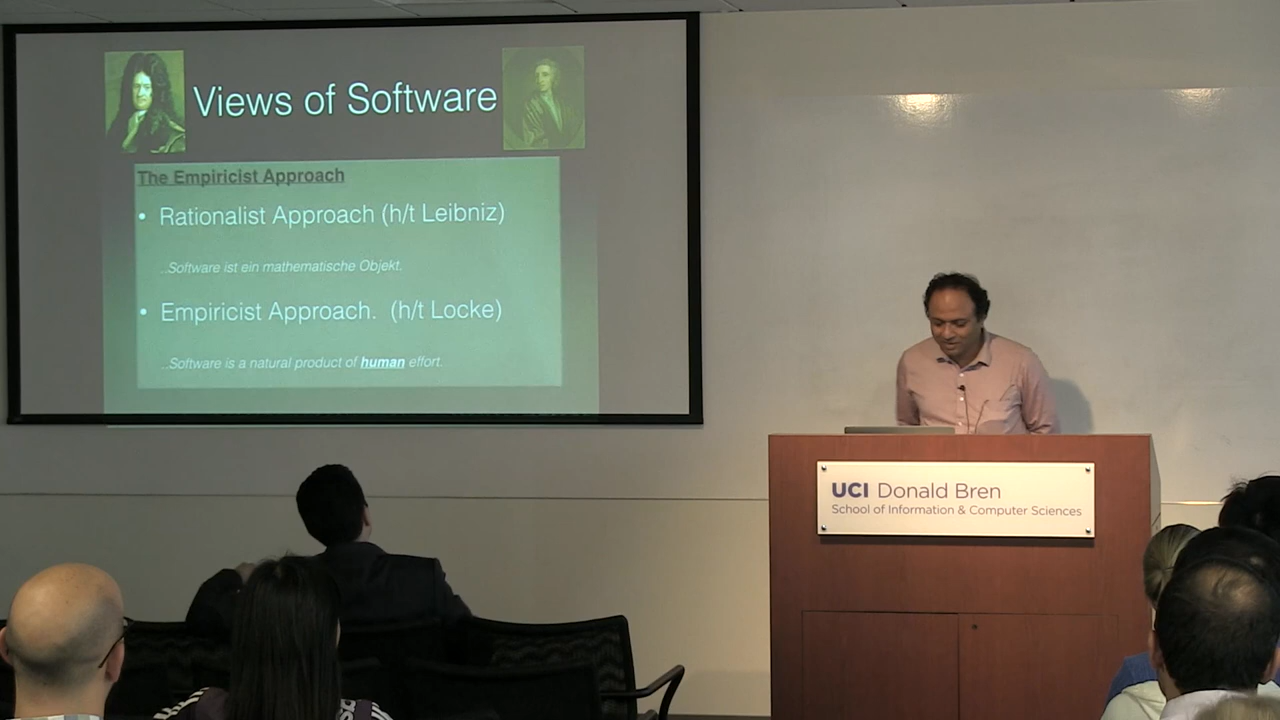 Views of Software
The Empiricist Approach
• Rationalist Approach (h/t Leibniz)
..Software ist ein mathematische Objekt.
• Empiricist Approach. (h/t Locke)
..Software is a natural product of human effort.
UCI Donald Bren
School of Information & Computer Sciences